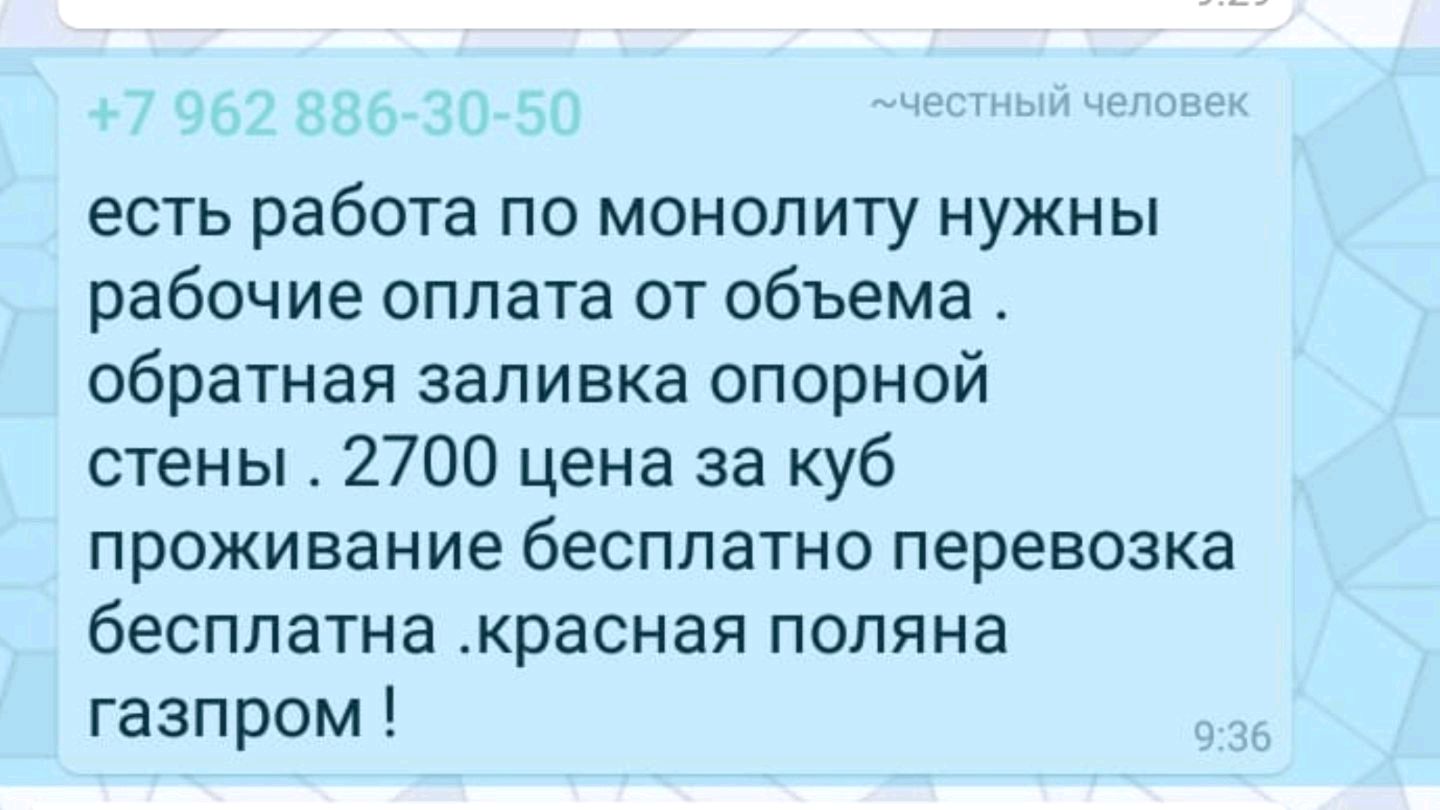 +7 962 886-30-50 ~честный человек
есть работа по монолиту нужны
рабочие оплата от объема .
обратная заливка опорной
стены . 2700 цена за куб
проживание бесплатно перевозка
бесплатна .красная поляна
газпром !
9:36